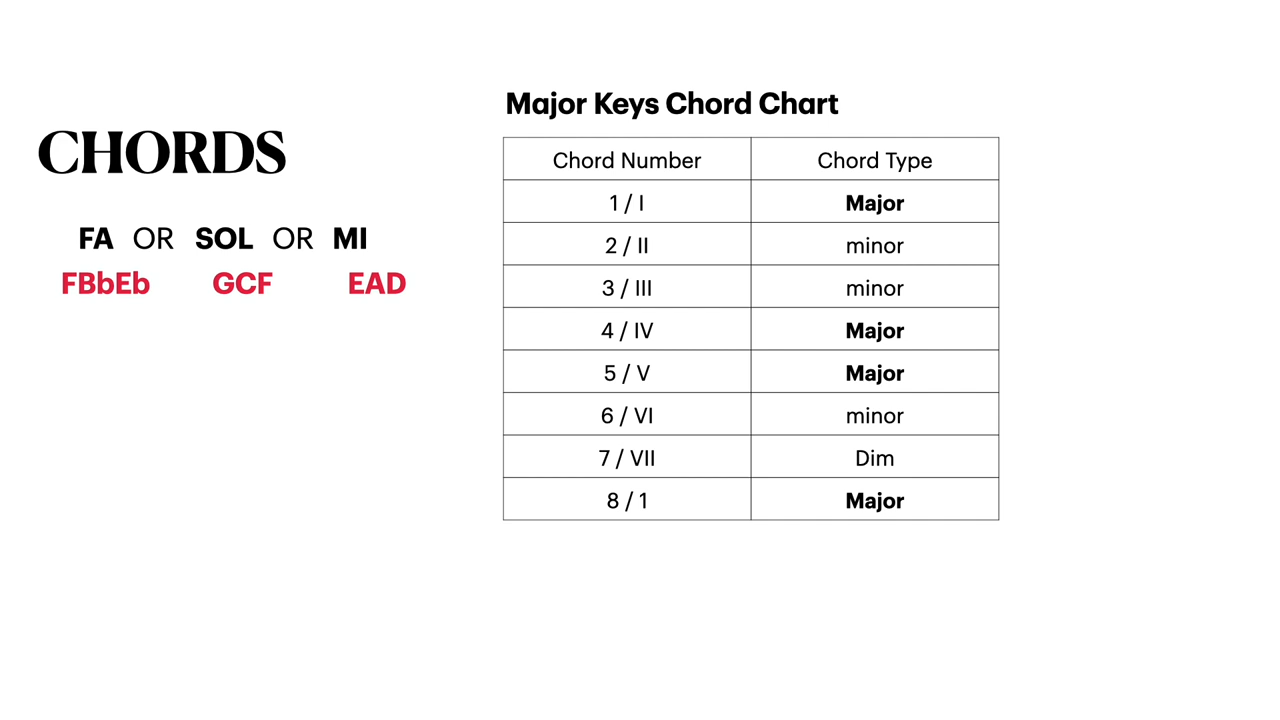 CHORDS
FA OR SOL OR MI
FBbEb GCF EAD
Major Keys Chord Chart
Chord Number Chord Type
1 / I Major
2 / II minor
3 / III minor
4 / IV Major
5 / V Major
6 / VI minor
7 / VII Dim
8 / 1 Major